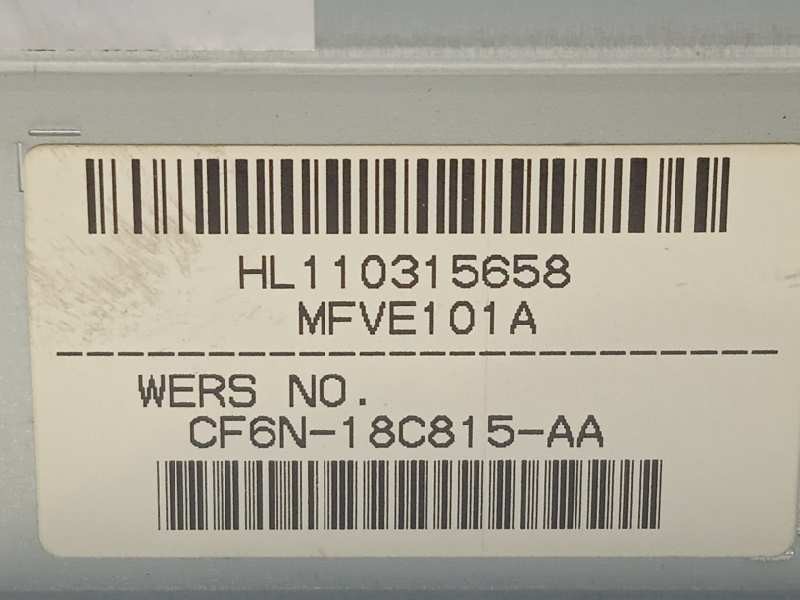 HL110315658
MFVE101A
WERS NO.
CF6N-18C815-AA